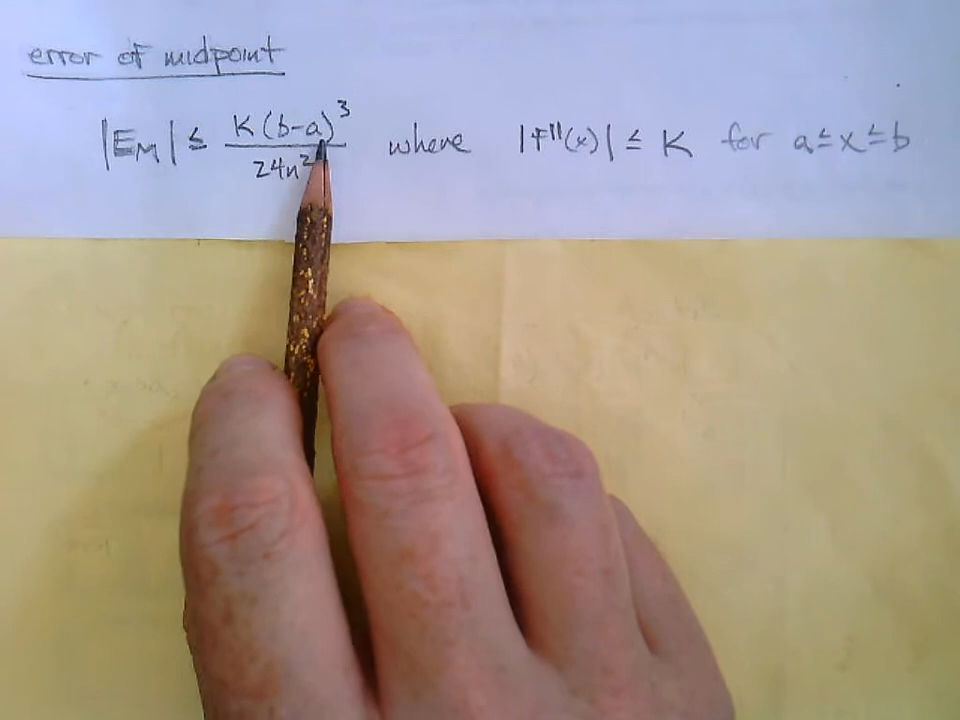 error of midpoint
|E_M| ≤ K(b-a)^3 / 24n^2 where |f''(x)| ≤ K for a≤x≤b